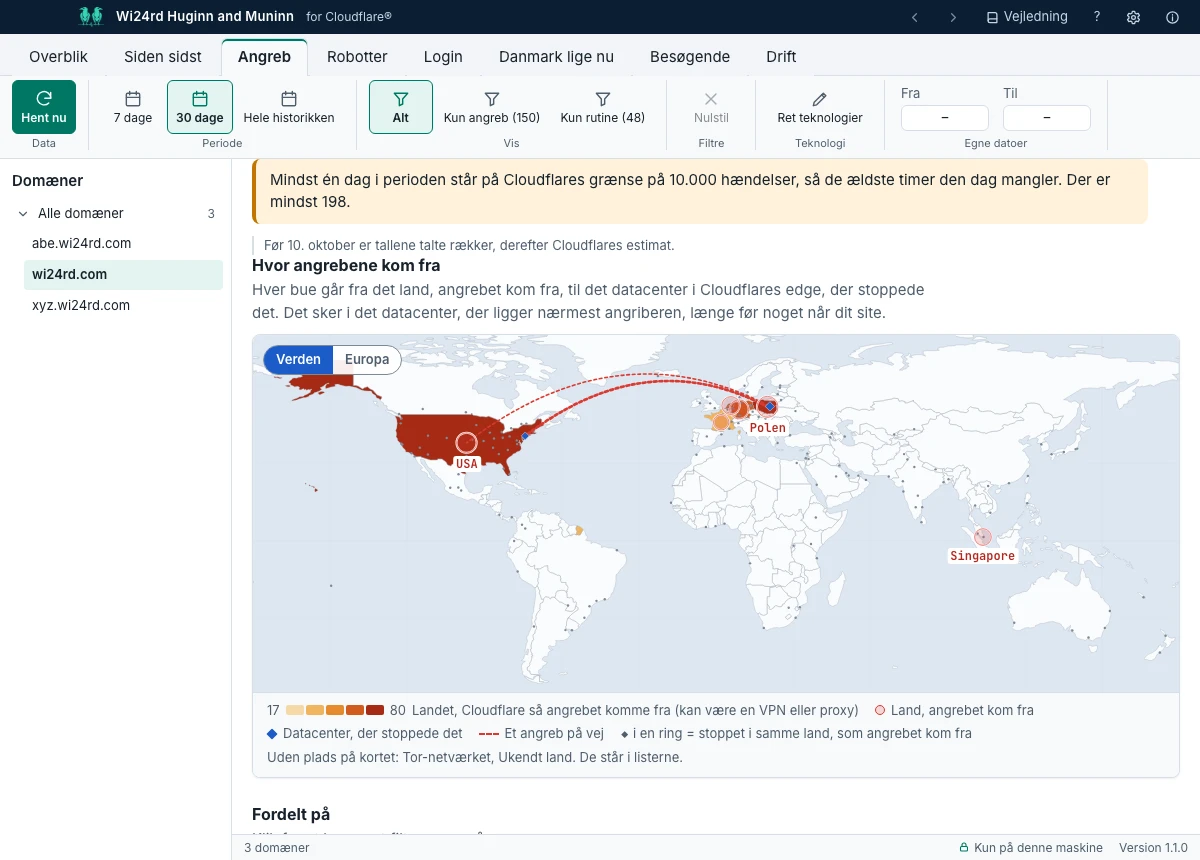 Wi24rd Huginn and Muninn for Cloudflare®
Vejledning ?
Overblik Siden sidst Angreb Robotter Login Danmark lige nu Besøgende Drift
Hent nu 7 dage 30 dage Hele historikken Alt Kun angreb (150) Kun rutine (48) Nulstil Ret teknologier Fra – Til –
Data Periode Vis Filtre Teknologi Egne datoer
Domæner
Alle domæner 3
abe.wi24rd.com
wi24rd.com
xyz.wi24rd.com
Mindst én dag i perioden står på Cloudflares grænse på 10.000 hændelser, så de ældste timer den dag mangler. Der er
mindst 198.
Før 10. oktober er tallene talte rækker, derefter Cloudflares estimat.
Hvor angrebene kom fra
Hver bue går fra det land, angrebet kom fra, til det datacenter i Cloudflares edge, der stoppede
det. Det sker i det datacenter, der ligger nærmest angriberen, længe før noget når dit site.
Verden Europa
Polen
USA
Singapore
17 80 Landet, Cloudflare så angrebet komme fra (kan være en VPN eller proxy) Land, angrebet kom fra
Datacenter, der stoppede det Et angreb på vej i en ring = stoppet i samme land, som angrebet kom fra
Uden plads på kortet: Tor-netværket, Ukendt land. De står i listerne.
Fordelt på
3 domæner Kun på denne maskine Version 1.1.0